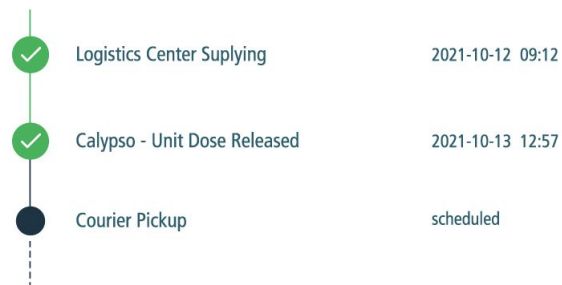 Logistics Center Suplying 2021-10-12 09:12
Calypso - Unit Dose Released 2021-10-13 12:57
Courier Pickup scheduled